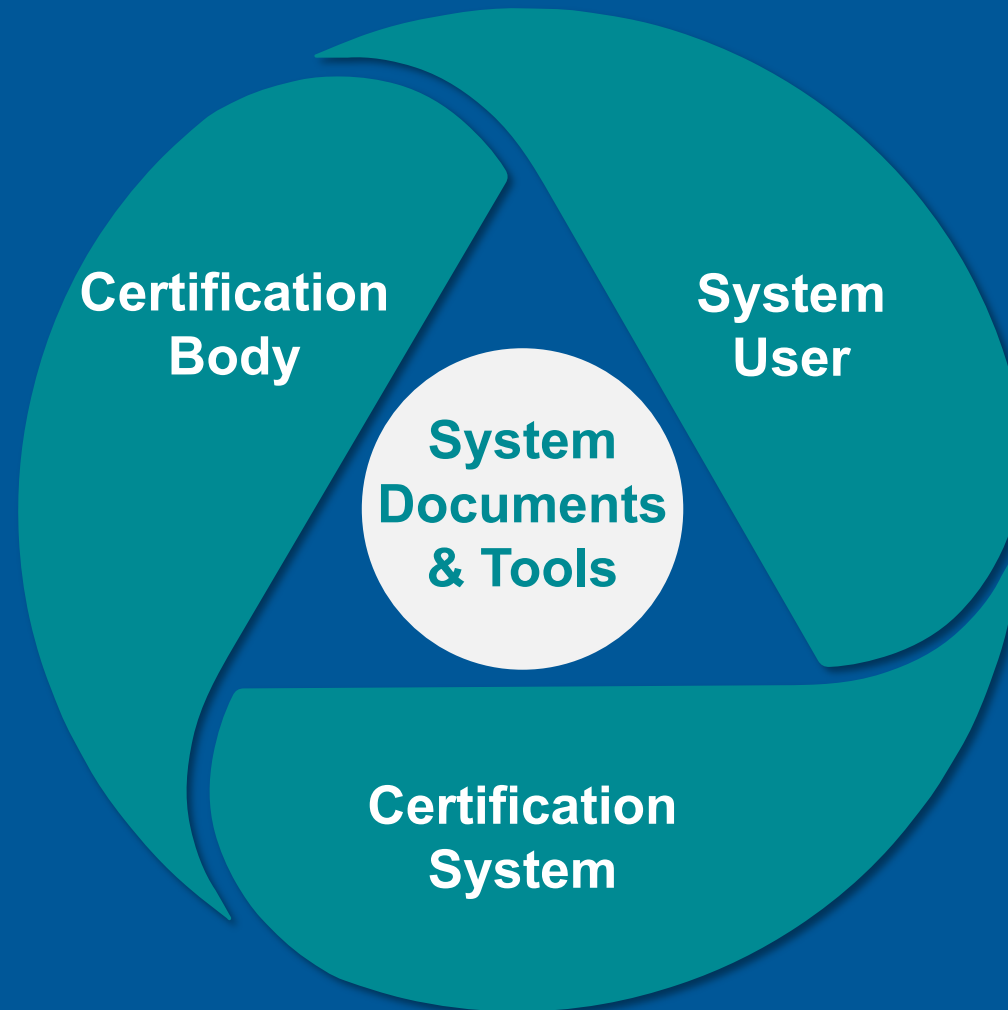 Certification
Body
System
User
System
Documents
& Tools
Certification
System